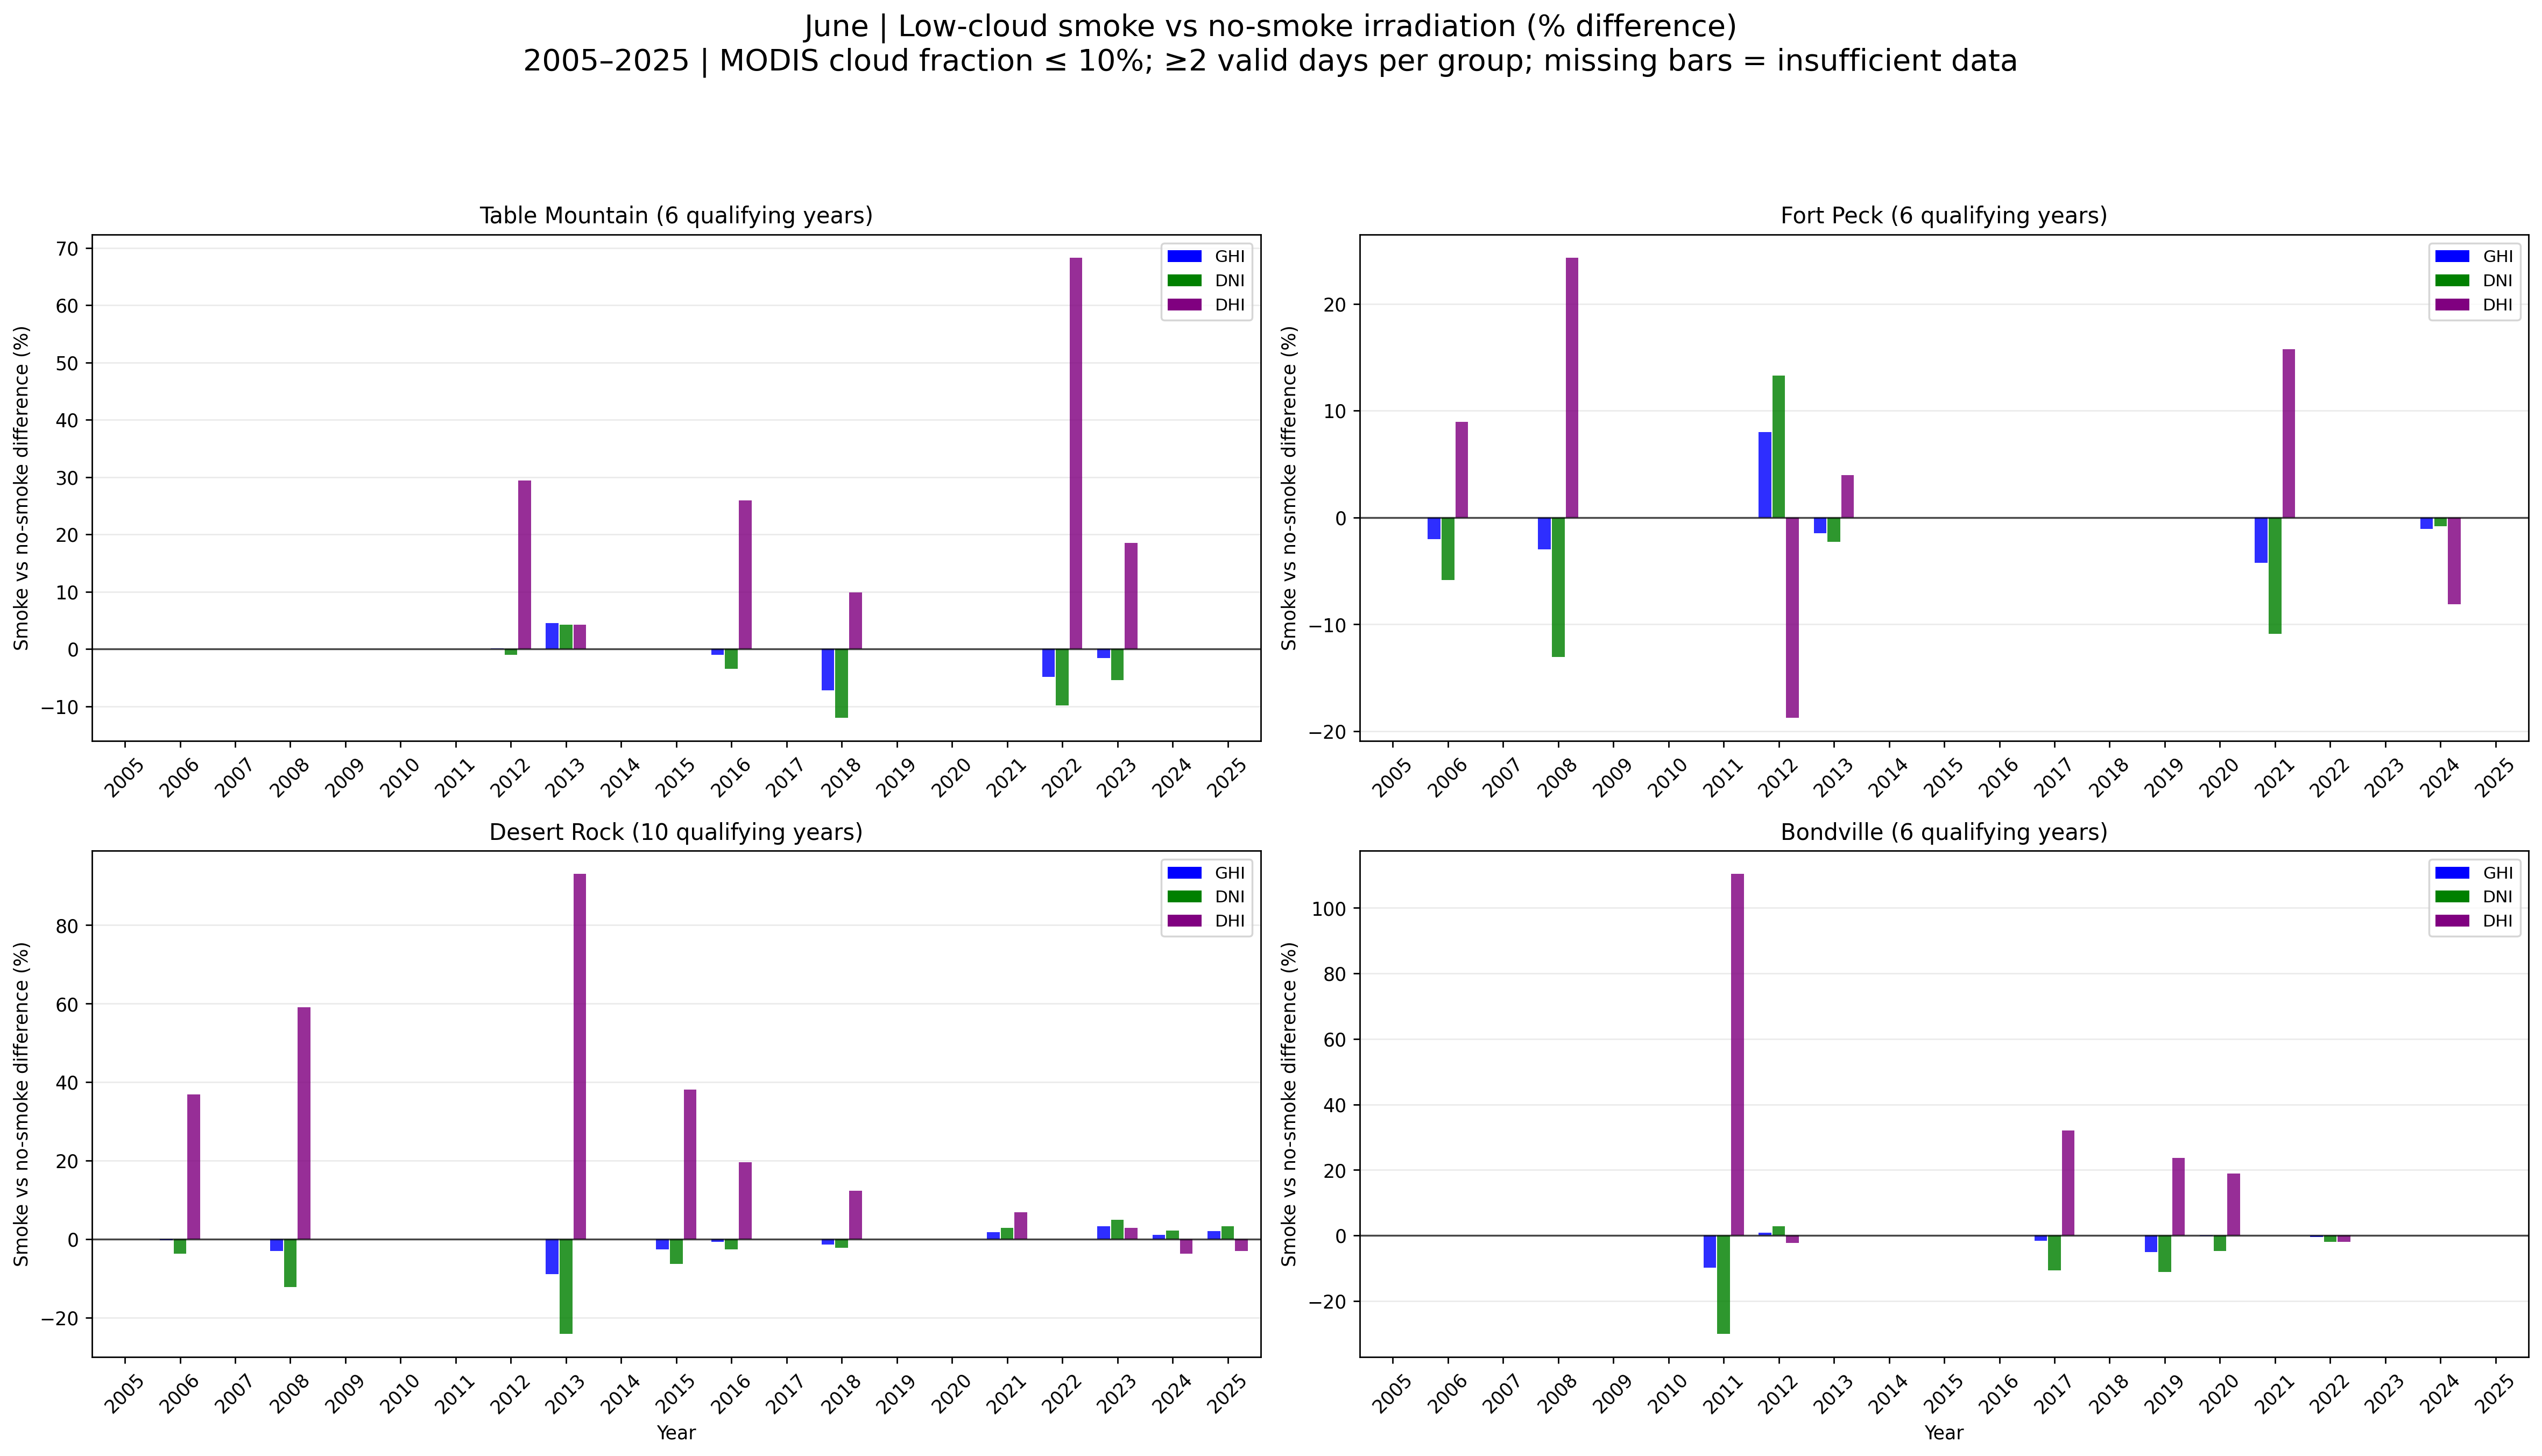 June | Low-cloud smoke vs no-smoke irradiation (% difference)
2005–2025 | MODIS cloud fraction ≤ 10%; ≥2 valid days per group; missing bars = insufficient data
Table Mountain (6 qualifying years)
Smoke vs no-smoke difference (%)
70
60
50
40
30
20
10
0
−10
GHI
DNI
DHI
2005 2006 2007 2008 2009 2010 2011 2012 2013 2014 2015 2016 2017 2018 2019 2020 2021 2022 2023 2024 2025
Fort Peck (6 qualifying years)
Smoke vs no-smoke difference (%)
20
10
0
−10
−20
GHI
DNI
DHI
2005 2006 2007 2008 2009 2010 2011 2012 2013 2014 2015 2016 2017 2018 2019 2020 2021 2022 2023 2024 2025
Desert Rock (10 qualifying years)
Smoke vs no-smoke difference (%)
80
60
40
20
0
−20
GHI
DNI
DHI
2005 2006 2007 2008 2009 2010 2011 2012 2013 2014 2015 2016 2017 2018 2019 2020 2021 2022 2023 2024 2025
Year
Bondville (6 qualifying years)
Smoke vs no-smoke difference (%)
100
80
60
40
20
0
−20
GHI
DNI
DHI
2005 2006 2007 2008 2009 2010 2011 2012 2013 2014 2015 2016 2017 2018 2019 2020 2021 2022 2023 2024 2025
Year